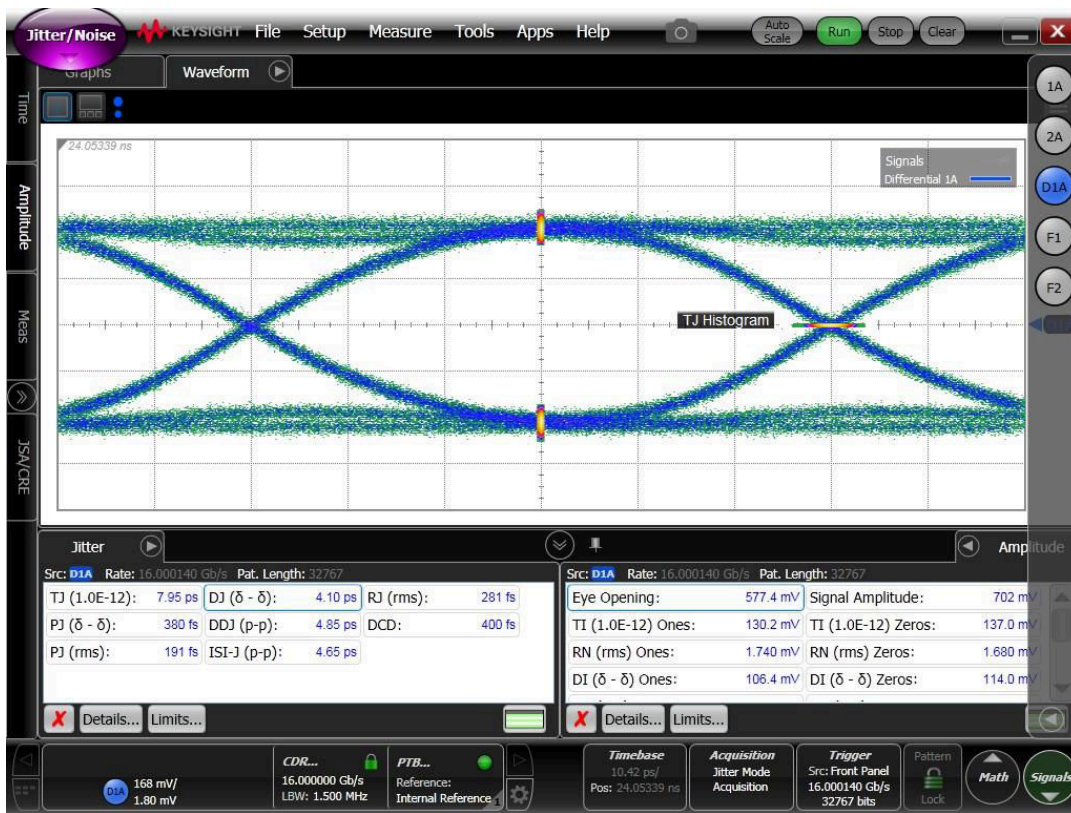 Jitter/Noise
KEYSIGHT File Setup Measure Tools Apps Help
Auto Scale
Run
Stop
Clear
X
Graphs
Waveform
Time
Amplitude
Meas
JSA/CRE
24.05339 ns
Signals
Differential 1A
TJ Histogram
1A
2A
D1A
F1
F2
Jitter
Src: D1A Rate: 16.000140 Gb/s Pat. Length: 32767
TJ (1.0E-12): 7.95 ps DJ (δ - δ): 4.10 ps RJ (rms): 281 fs
PJ (δ - δ): 380 fs DDJ (p-p): 4.85 ps DCD: 400 fs
PJ (rms): 191 fs ISI-J (p-p): 4.65 ps
Details... Limits...
Amplitude
Src: D1A Rate: 16.000140 Gb/s Pat. Length: 32767
Eye Opening: 577.4 mV Signal Amplitude: 702 mV
TI (1.0E-12) Ones: 130.2 mV TI (1.0E-12) Zeros: 137.0 mV
RN (rms) Ones: 1.740 mV RN (rms) Zeros: 1.680 mV
DI (δ - δ) Ones: 106.4 mV DI (δ - δ) Zeros: 114.0 mV
Details... Limits...
D1A
168 mV/
1.80 mV
CDR...
16.000000 Gb/s
LBW: 1.500 MHz
PTB...
Reference:
Internal Reference
1
Timebase
10.42 ps/
Pos: 24.05339 ns
Acquisition
Jitter Mode
Acquisition
Trigger
Src: Front Panel
16.000140 Gb/s
32767 bits
Pattern
Lock
Math
Signals